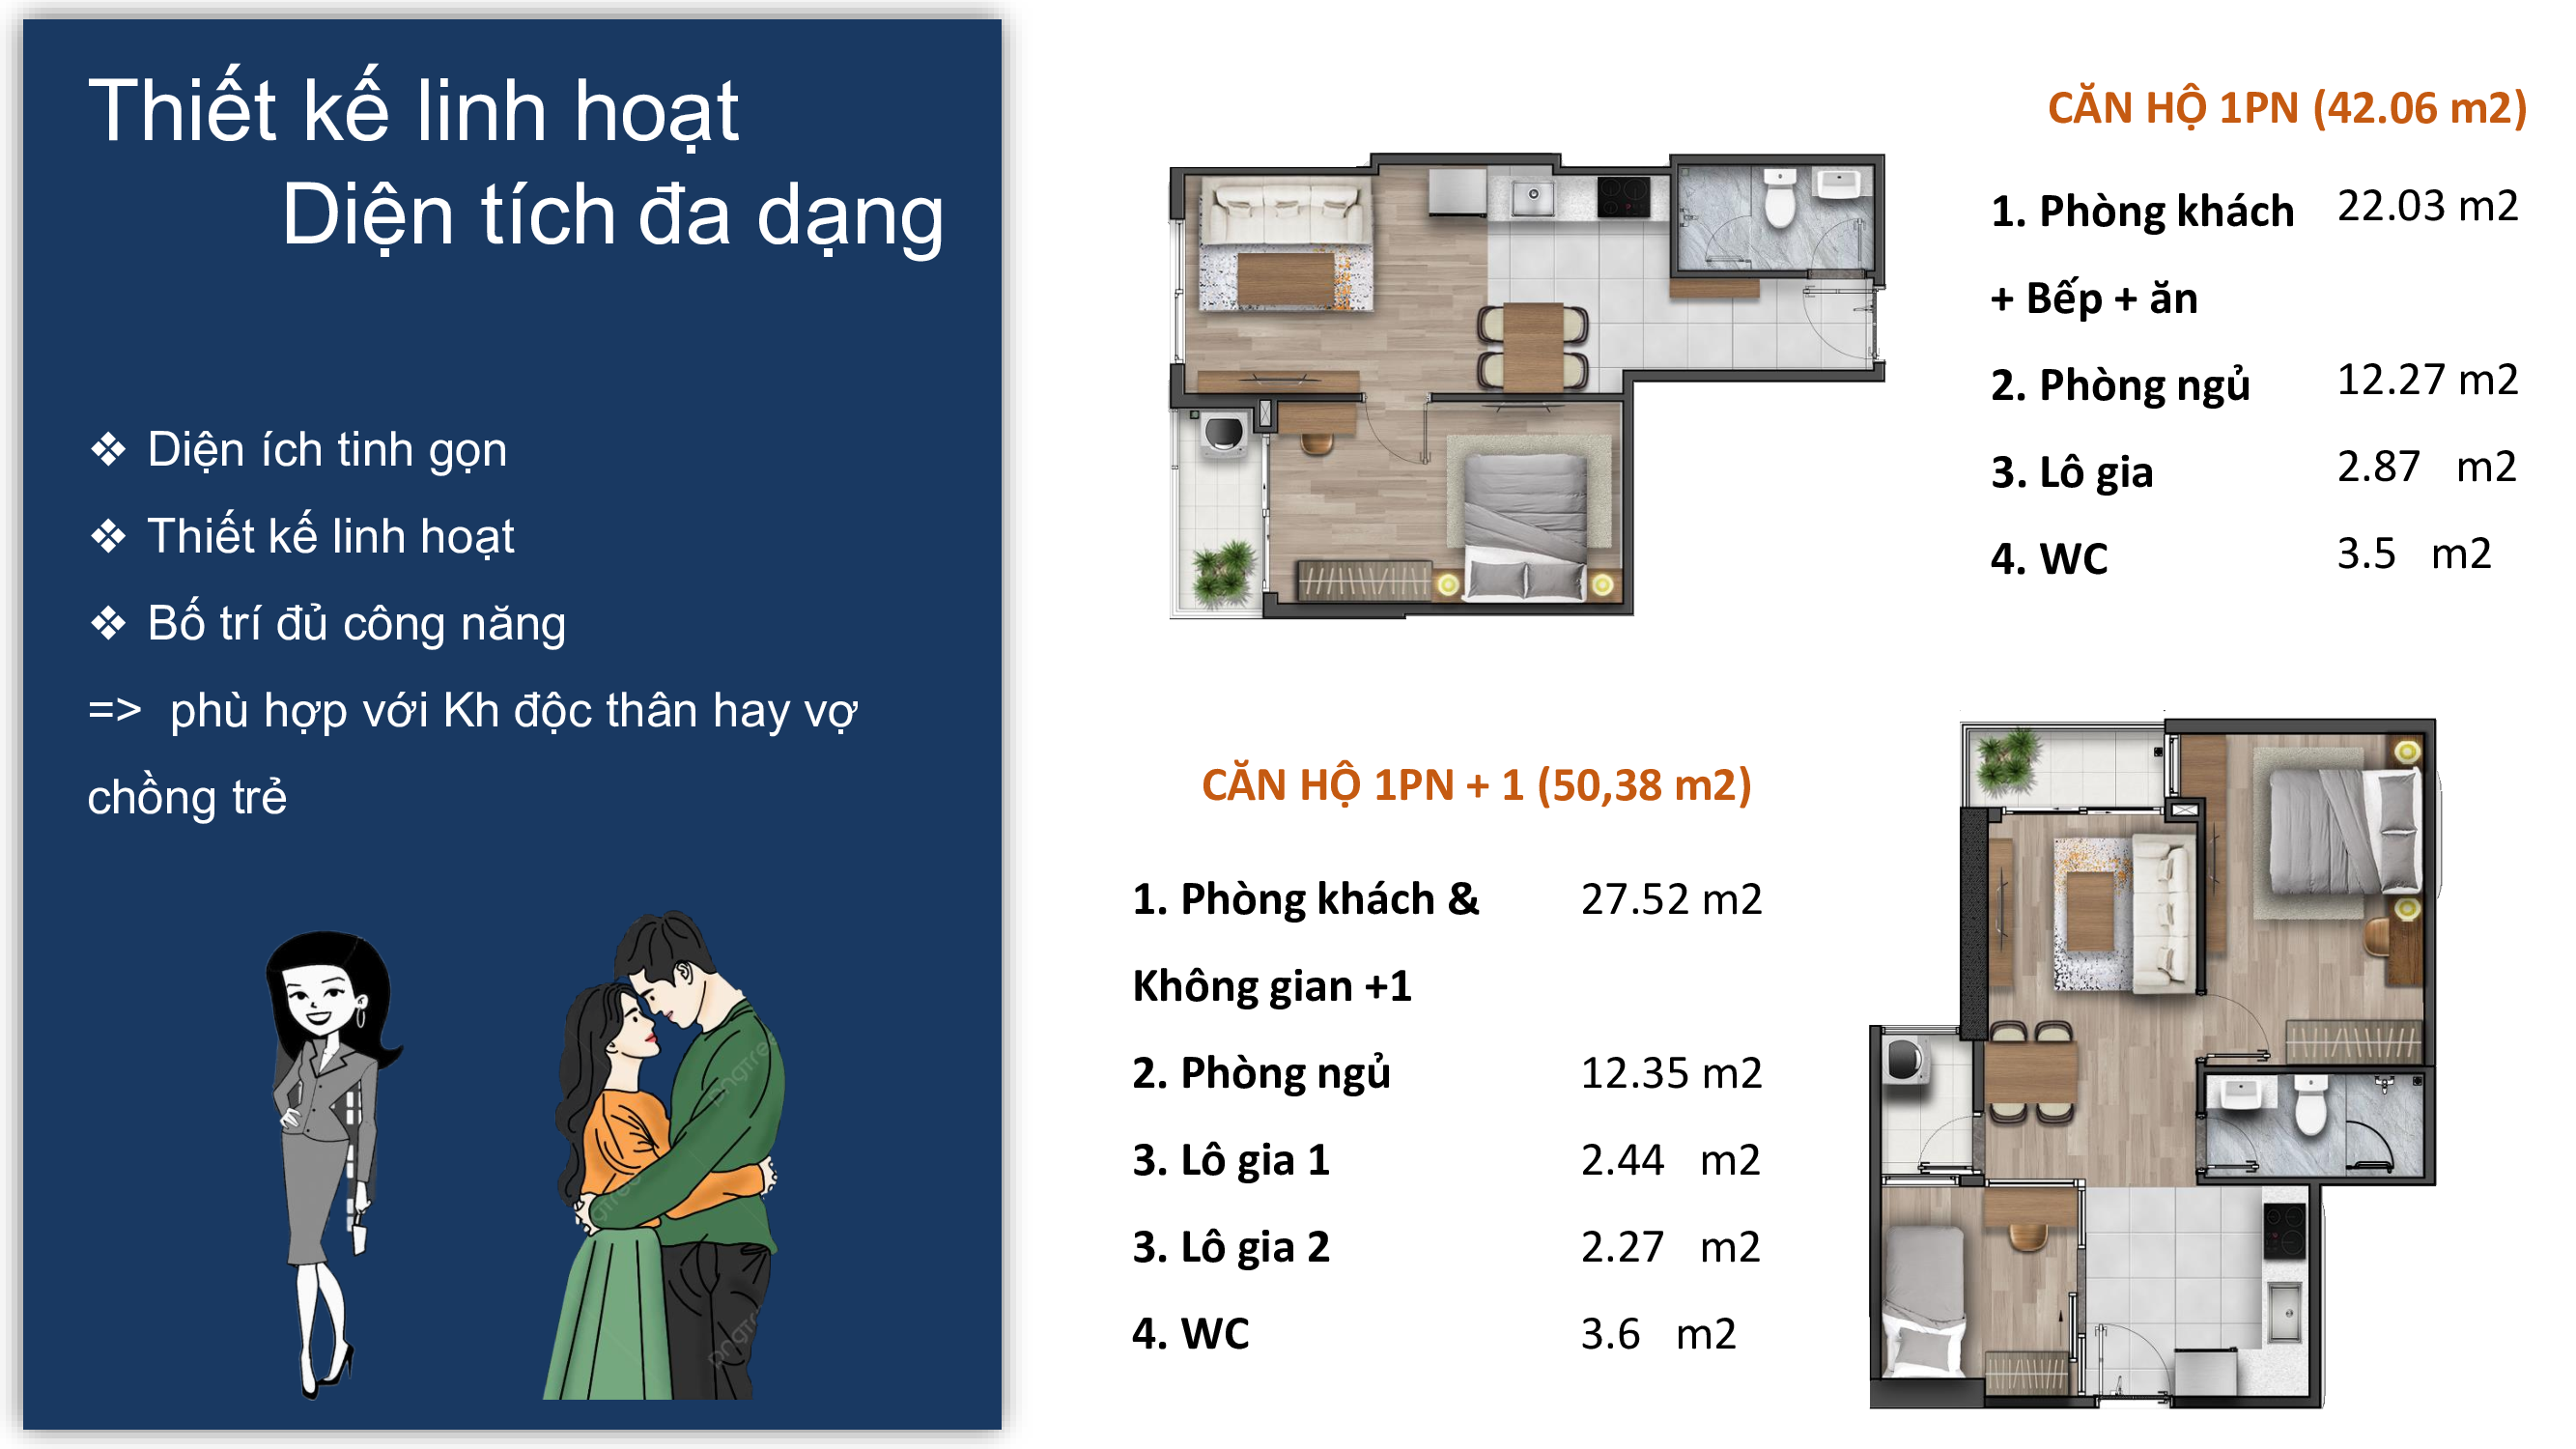 Thiết kế linh hoạt
Diện tích đa dạng
❖ Diện ích tinh gọn
❖ Thiết kế linh hoạt
❖ Bố trí đủ công năng
=> phù hợp với Kh độc thân hay vợ
chồng trẻ
CĂN HỘ 1PN (42.06 m2)
1. Phòng khách 22.03 m2
+ Bếp + ăn
2. Phòng ngủ 12.27 m2
3. Lô gia 2.87 m2
4. WC 3.5 m2
CĂN HỘ 1PN + 1 (50,38 m2)
1. Phòng khách & 27.52 m2
Không gian +1
2. Phòng ngủ 12.35 m2
3. Lô gia 1 2.44 m2
3. Lô gia 2 2.27 m2
4. WC 3.6 m2